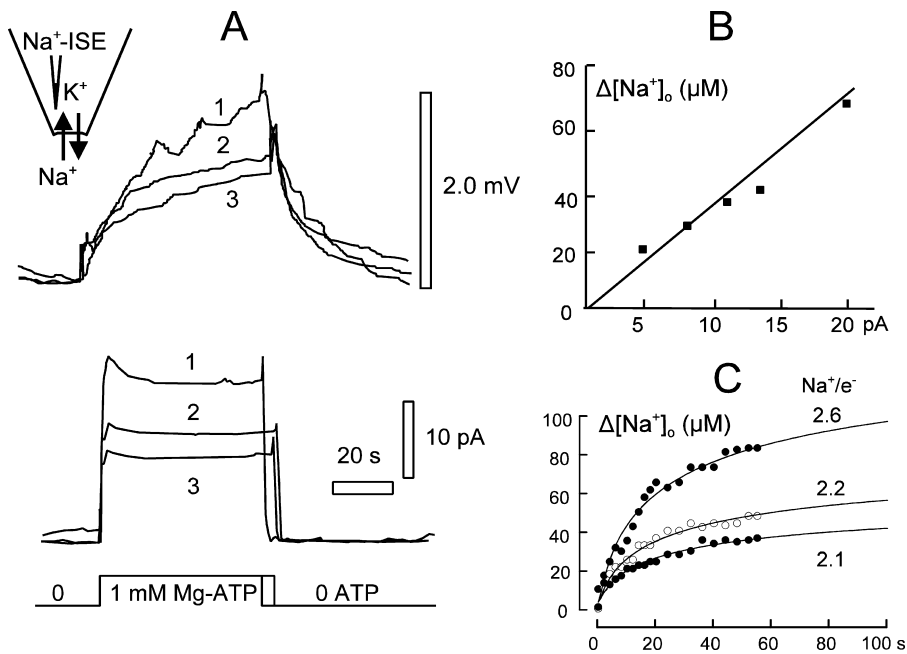 A
Na⁺-ISE
K⁺
Na⁺
1
2
3
2.0 mV
1
2
3
10 pA
20 s
0 1 mM Mg-ATP 0 ATP
B
Δ[Na⁺]ₒ (µM)
80
60
40
20
0
5 10 15 20 pA
C
Na⁺/e⁻
Δ[Na⁺]ₒ (µM)
100
80
60
40
20
0
2.6
2.2
2.1
0 20 40 60 80 100 s